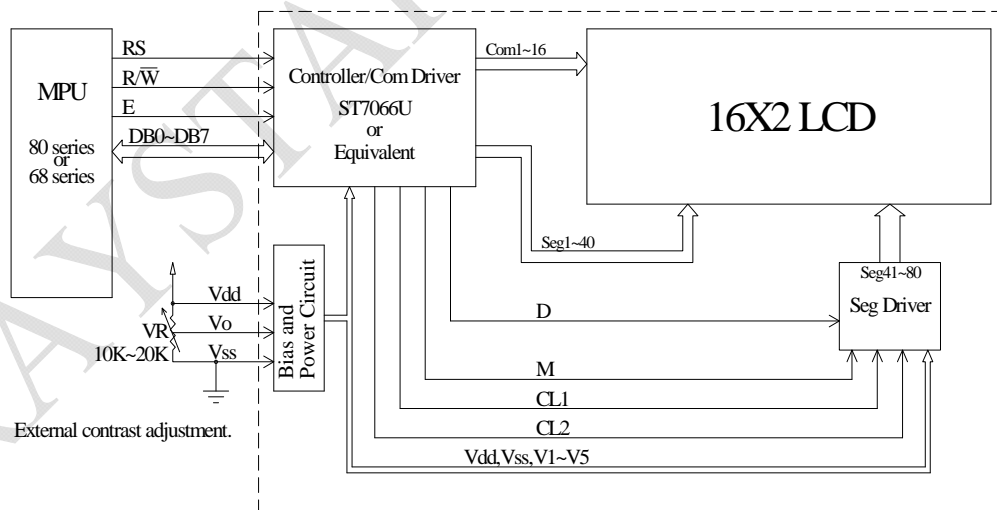 RS
R/W̅
E
DB0~DB7
MPU
80 series
or
68 series
Controller/Com Driver
ST7066U
or
Equivalent
Com1~16
16X2 LCD
Seg1~40
Seg41~80
Seg Driver
Vdd
Vo
Vss
VR
10K~20K
External contrast adjustment.
Bias and
Power Circuit
D
M
CL1
CL2
Vdd,Vss,V1~V5